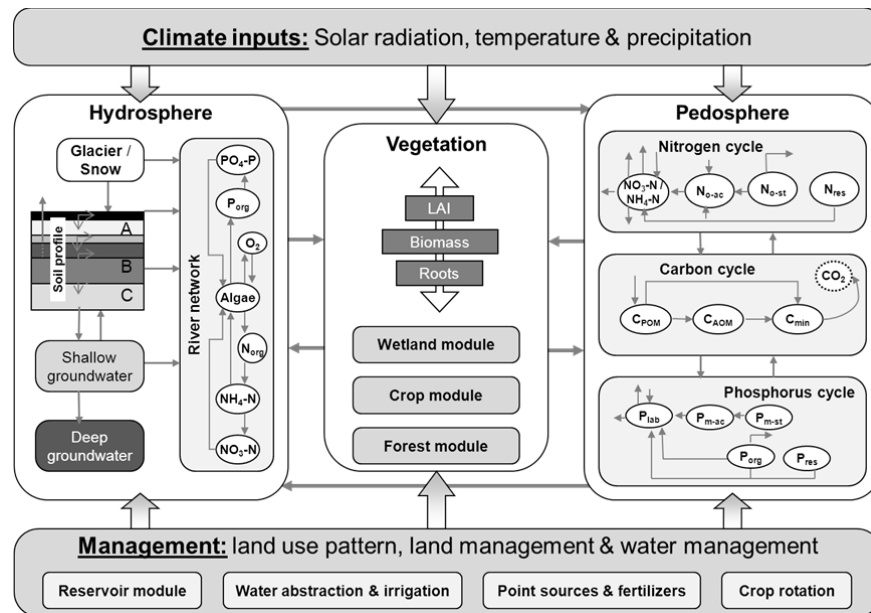 Climate inputs: Solar radiation, temperature & precipitation
Hydrosphere
Glacier /
Snow
Soil profile
A
B
C
Shallow
groundwater
Deep
groundwater
River network
PO4-P
Porg
O2
Algae
Norg
NH4-N
NO3-N
Vegetation
LAI
Biomass
Roots
Wetland module
Crop module
Forest module
Pedosphere
Nitrogen cycle
NO3-N /
NH4-N
No-ac
No-st
Nres
Carbon cycle
CO2
CPOM
CAOM
Cmin
Phosphorus cycle
Plab
Pm-ac
Pm-st
Porg
Pres
Management: land use pattern, land management & water management
Reservoir module
Water abstraction & irrigation
Point sources & fertilizers
Crop rotation